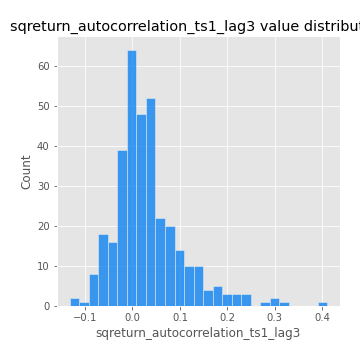 sqreturn_autocorrelation_ts1_lag3 value distribut
60
50
40
30
20
10
0
Count
−0.1 0.0 0.1 0.2 0.3 0.4
sqreturn_autocorrelation_ts1_lag3